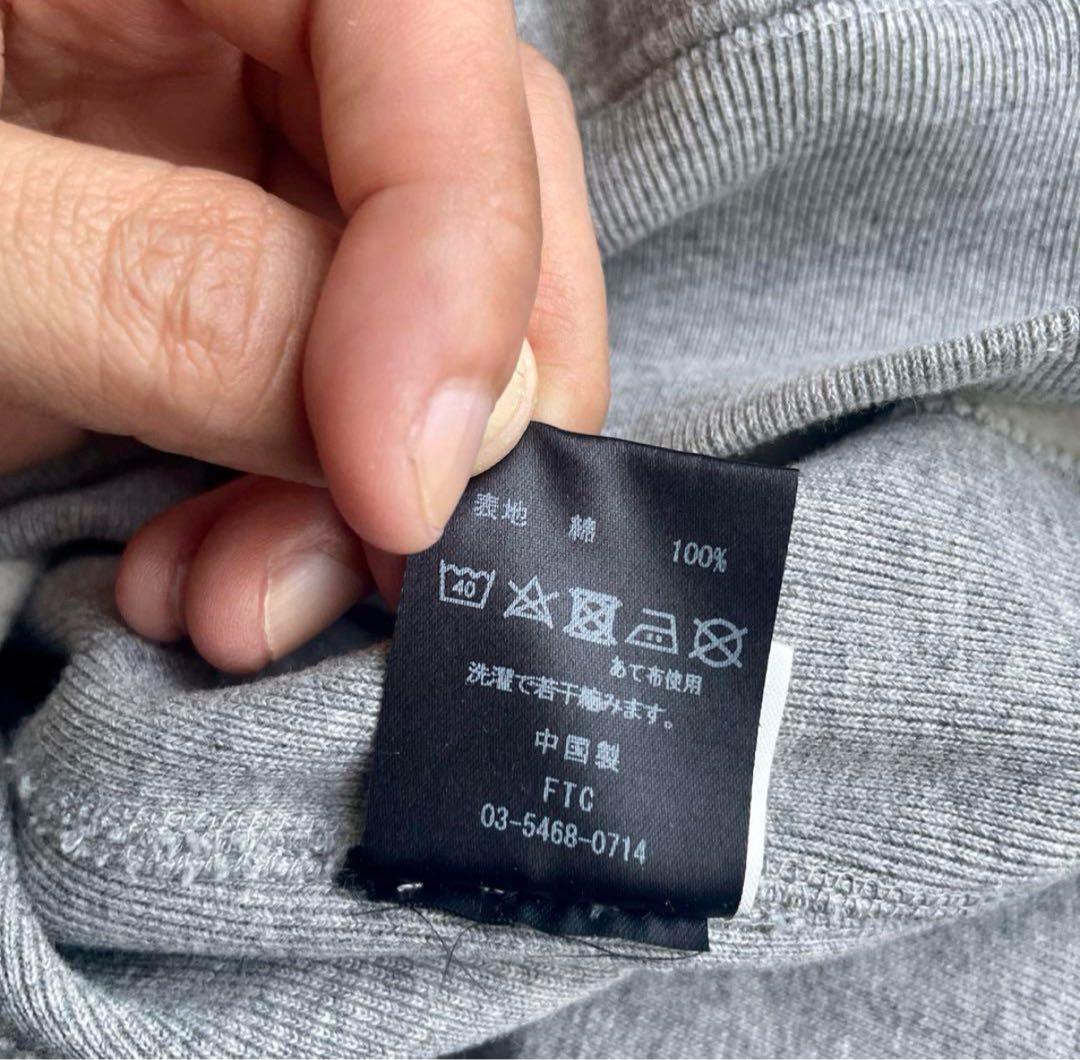 表地 綿 100%
40
あて布使用
洗濯で若干縮みます。
中国製
FTC
03-5468-0714